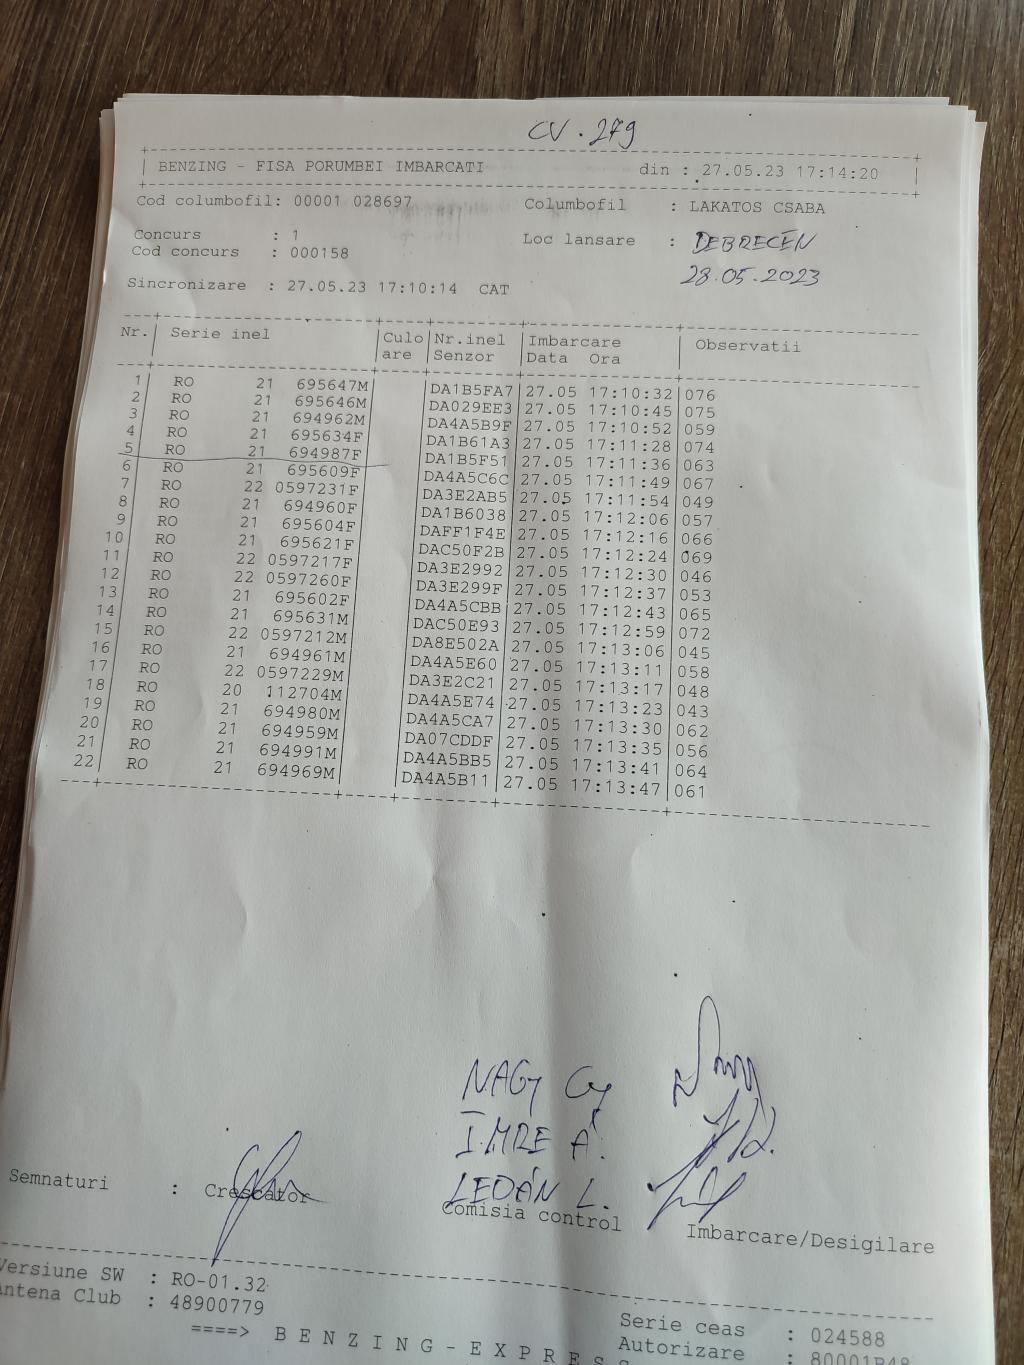 CV. 279
BENZING - FISA PORUMBEI IMBARCATI din : 27.05.23 17:14:20
Cod columbofil: 00001 028697 Columbofil : LAKATOS CSABA
Concurs : 1 Loc lansare : DEBRECEN
Cod concurs : 000158 28.05.2023
Sincronizare : 27.05.23 17:10:14 CAT
Nr. Serie inel Culo Nr.inel Imbarcare Observatii
are Senzor Data Ora
1 RO 21 695647M DA1B5FA7 27.05 17:10:32 076
2 RO 21 695646M DA029EE3 27.05 17:10:45 075
3 RO 21 694962M DA4A5B9F 27.05 17:10:52 059
4 RO 21 695634F DA1B61A3 27.05 17:11:28 074
5 RO 21 694987F DA1B5F51 27.05 17:11:36 063
6 RO 21 695609F DA4A5C6C 27.05 17:11:49 067
7 RO 22 0597231F DA3E2AB5 27.05 17:11:54 049
8 RO 21 694960F DA1B6038 27.05 17:12:06 057
9 RO 21 695604F DAFF1F4E 27.05 17:12:16 066
10 RO 21 695621F DAC50F2B 27.05 17:12:24 069
11 RO 22 0597217F DA3E2992 27.05 17:12:30 046
12 RO 22 0597260F DA3E299F 27.05 17:12:37 053
13 RO 21 695602F DA4A5CBB 27.05 17:12:43 065
14 RO 21 695631M DAC50E93 27.05 17:12:59 072
15 RO 22 0597212M DA8E502A 27.05 17:13:06 045
16 RO 21 694961M DA4A5E60 27.05 17:13:11 058
17 RO 22 0597229M DA3E2C21 27.05 17:13:17 048
18 RO 20 112704M DA4A5E74 27.05 17:13:23 043
19 RO 21 694980M DA4A5CA7 27.05 17:13:30 062
20 RO 21 694959M DA07CDDF 27.05 17:13:35 056
21 RO 21 694991M DA4A5BB5 27.05 17:13:41 064
22 RO 21 694969M DA4A5B11 27.05 17:13:47 061
NAGY Gy
IMRE A.
LEDÁN L.
Semnaturi : Crescator Comisia control Imbarcare/Desigilare
Versiune SW : RO-01.32
Antena Club : 48900779
Serie ceas : 024588
Autorizare : 80001B48
====> BENZING-EXPRES